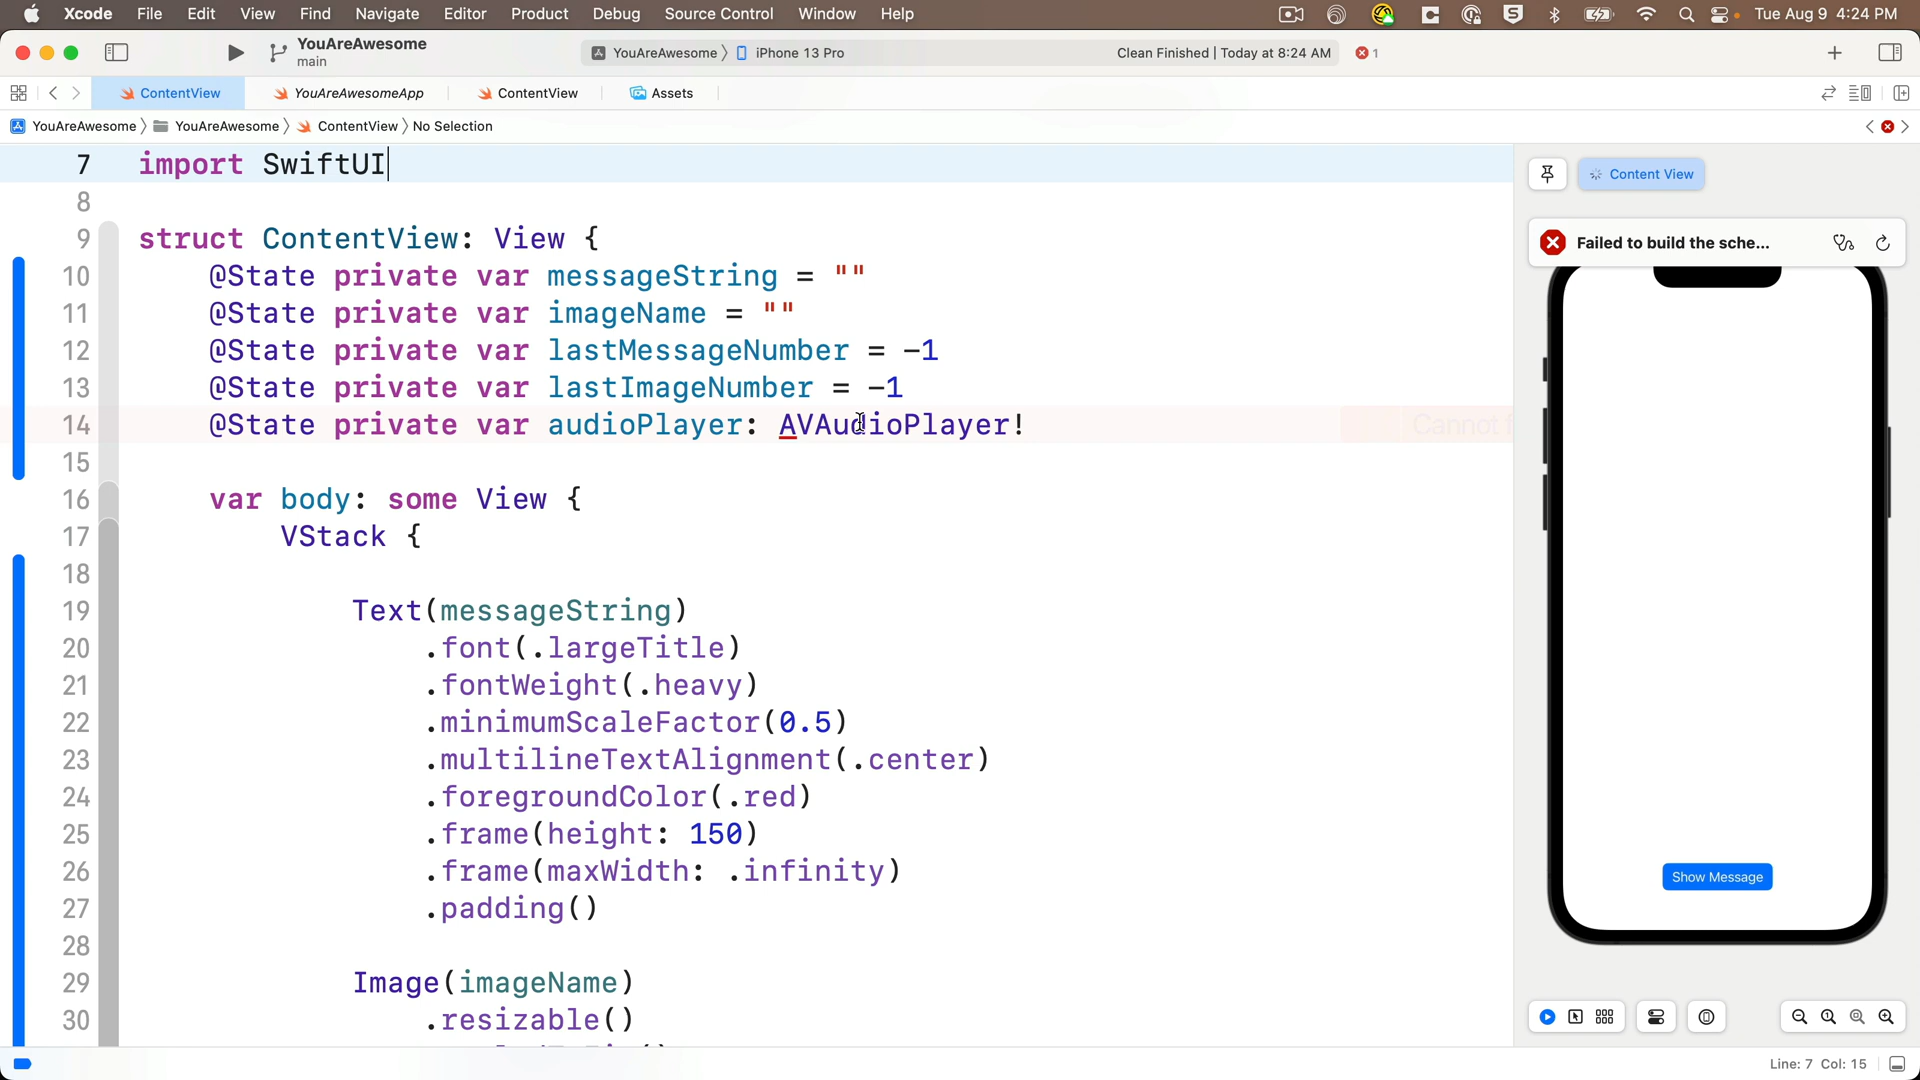 Xcode File Edit View Find Navigate Editor Product Debug Source Control Window Help Tue Aug 9 4:24 PM
YouAreAwesome
main
YouAreAwesome iPhone 13 Pro Clean Finished | Today at 8:24 AM 1
ContentView YouAreAwesomeApp ContentView Assets
YouAreAwesome YouAreAwesome ContentView No Selection
7 import SwiftUI
8
9 struct ContentView: View {
10 @State private var messageString = ""
11 @State private var imageName = ""
12 @State private var lastMessageNumber = -1
13 @State private var lastImageNumber = -1
14 @State private var audioPlayer: AVAudioPlayer! Cannot f
15
16 var body: some View {
17 VStack {
18
19 Text(messageString)
20 .font(.largeTitle)
21 .fontWeight(.heavy)
22 .minimumScaleFactor(0.5)
23 .multilineTextAlignment(.center)
24 .foregroundColor(.red)
25 .frame(height: 150)
26 .frame(maxWidth: .infinity)
27 .padding()
28
29 Image(imageName)
30 .resizable()
Content View
Failed to build the sche...
Show Message
Line: 7 Col: 15